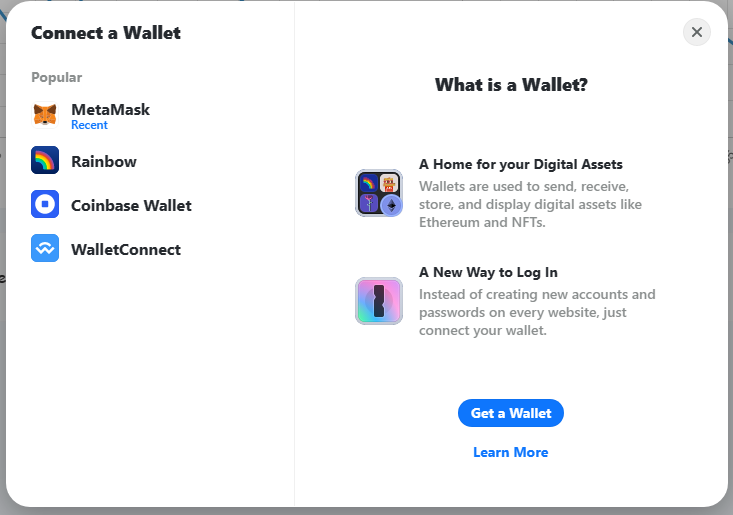 Connect a Wallet
Popular
MetaMask
Recent
Rainbow
Coinbase Wallet
WalletConnect
What is a Wallet?
A Home for your Digital Assets
Wallets are used to send, receive,
store, and display digital assets like
Ethereum and NFTs.
A New Way to Log In
Instead of creating new accounts and
passwords on every website, just
connect your wallet.
Get a Wallet
Learn More